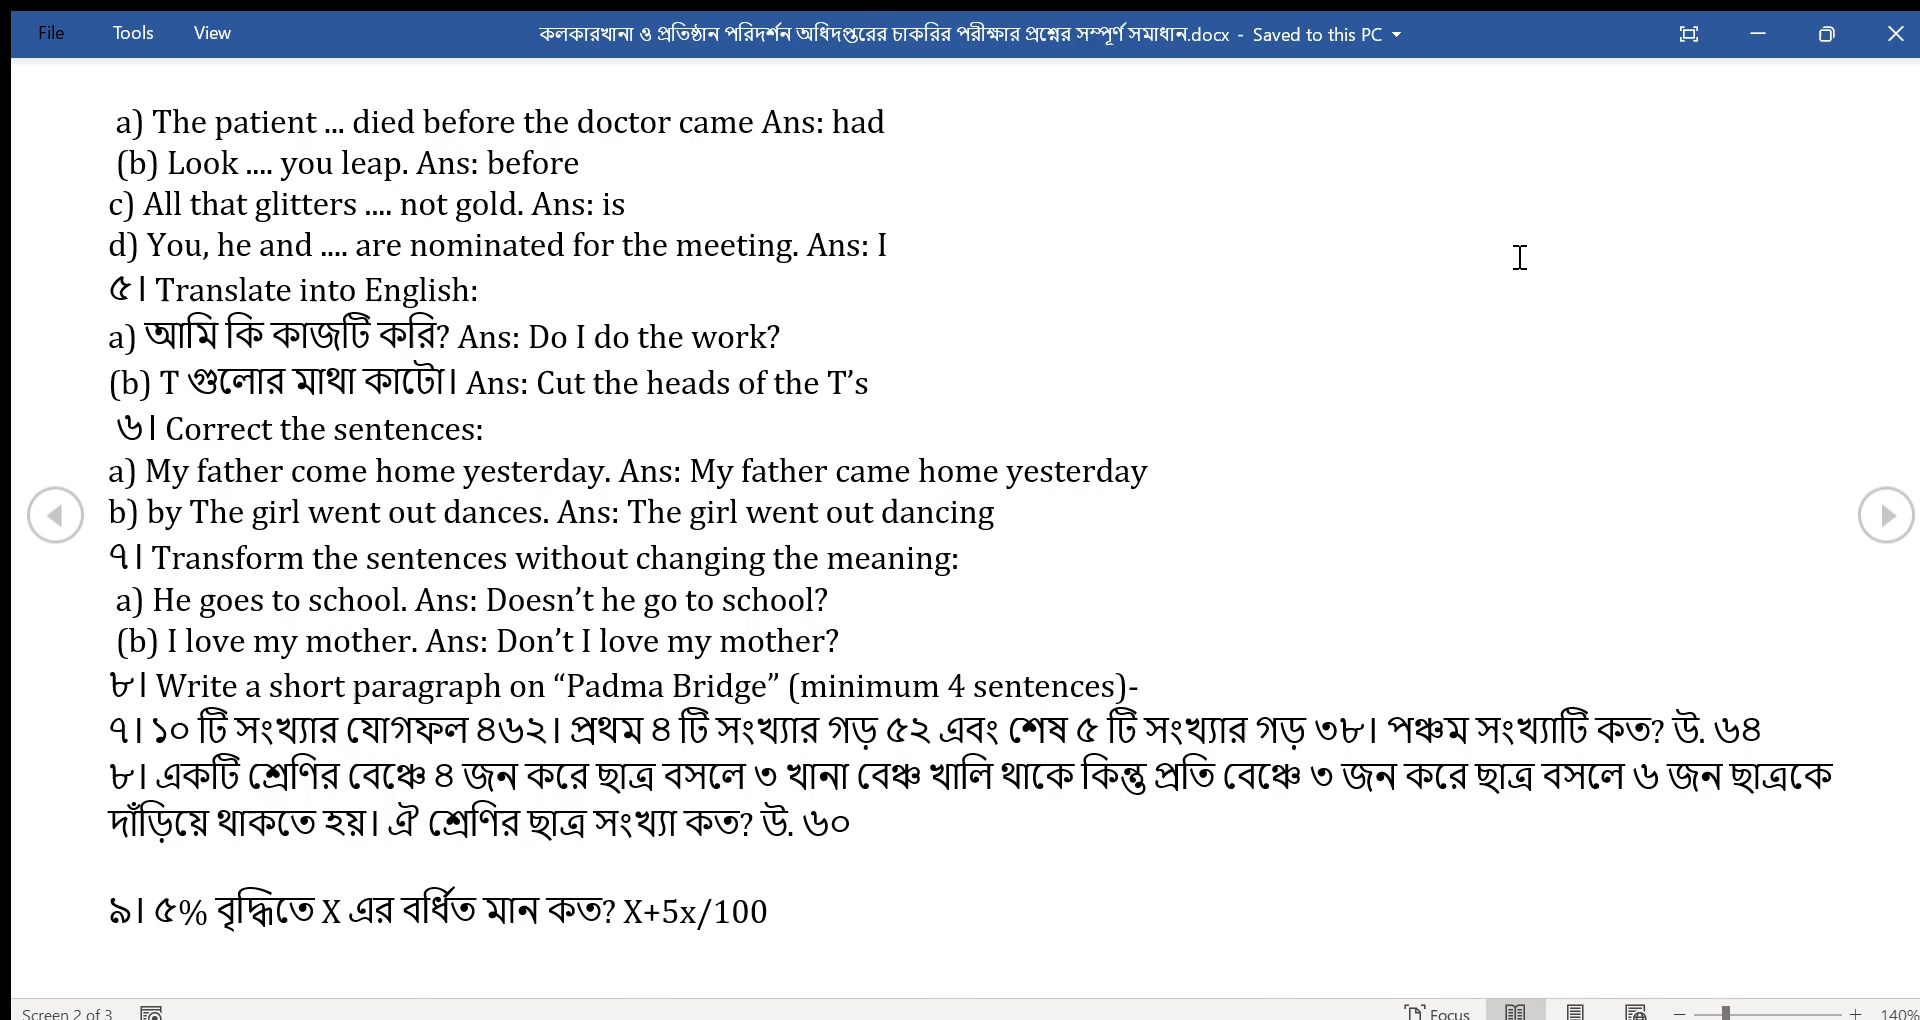 File Tools View কলকারখানা ও প্রতিষ্ঠান পরিদর্শন অধিদপ্তরের চাকরির পরীক্ষার প্রশ্নের সম্পূর্ণ সমাধান.docx - Saved to this PC
a) The patient ... died before the doctor came Ans: had
(b) Look .... you leap. Ans: before
c) All that glitters .... not gold. Ans: is
d) You, he and .... are nominated for the meeting. Ans: I
৫। Translate into English:
a) আমি কি কাজটি করি? Ans: Do I do the work?
(b) T গুলোর মাথা কাটো। Ans: Cut the heads of the T’s
৬। Correct the sentences:
a) My father come home yesterday. Ans: My father came home yesterday
b) by The girl went out dances. Ans: The girl went out dancing
৭। Transform the sentences without changing the meaning:
a) He goes to school. Ans: Doesn’t he go to school?
(b) I love my mother. Ans: Don’t I love my mother?
৮। Write a short paragraph on “Padma Bridge” (minimum 4 sentences)-
৭। ১০ টি সংখ্যার যোগফল ৪৬২। প্রথম ৪ টি সংখ্যার গড় ৫২ এবং শেষ ৫ টি সংখ্যার গড় ৩৮। পঞ্চম সংখ্যাটি কত? উ. ৬৪
৮। একটি শ্রেণির বেঞ্চে ৪ জন করে ছাত্র বসলে ৩ খানা বেঞ্চ খালি থাকে কিন্তু প্রতি বেঞ্চে ৩ জন করে ছাত্র বসলে ৬ জন ছাত্রকে
দাঁড়িয়ে থাকতে হয়। ঐ শ্রেণির ছাত্র সংখ্যা কত? উ. ৬০
৯। ৫% বৃদ্ধিতে X এর বর্ধিত মান কত? X+5x/100
Screen 2 of 3 Focus 140%